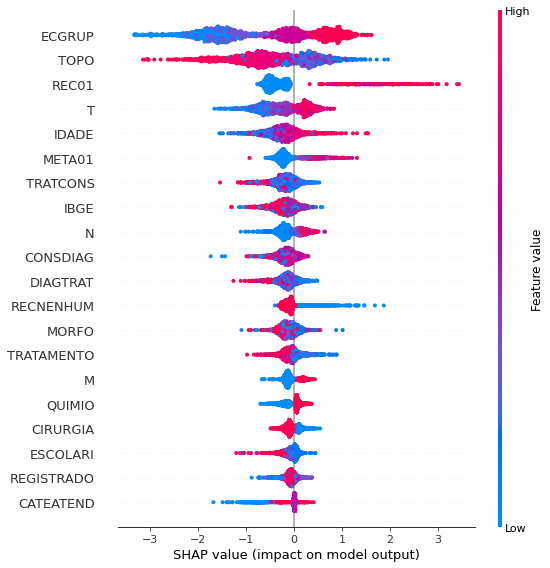 High
ECGRUP
TOPO
REC01
T
IDADE
META01
TRATCONS
IBGE
N
CONSDIAG
DIAGTRAT
RECNENHUM
MORFO
TRATAMENTO
M
QUIMIO
CIRURGIA
ESCOLARI
REGISTRADO
CATEATEND
Feature value
Low
−3 −2 −1 0 1 2 3
SHAP value (impact on model output)